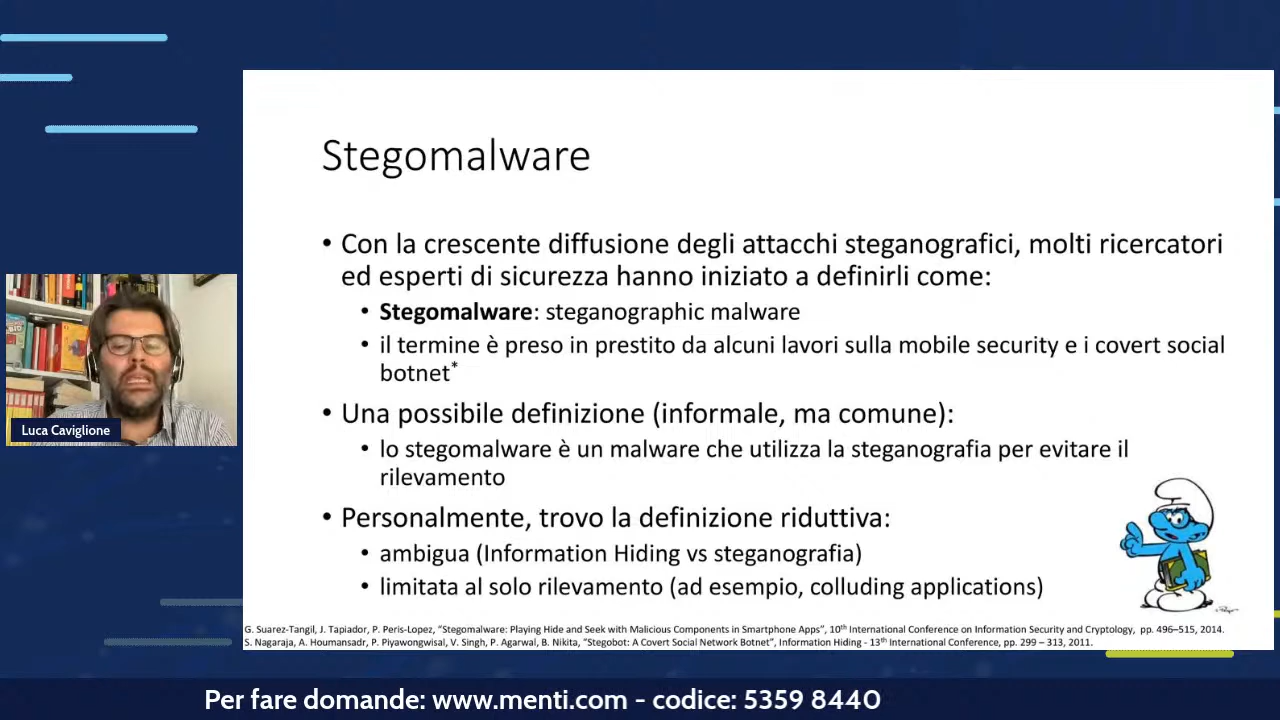 Stegomalware
• Con la crescente diffusione degli attacchi steganografici, molti ricercatori
ed esperti di sicurezza hanno iniziato a definirli come:
• Stegomalware: steganographic malware
• il termine è preso in prestito da alcuni lavori sulla mobile security e i covert social
botnet*
• Una possibile definizione (informale, ma comune):
• lo stegomalware è un malware che utilizza la steganografia per evitare il
rilevamento
• Personalmente, trovo la definizione riduttiva:
• ambigua (Information Hiding vs steganografia)
• limitata al solo rilevamento (ad esempio, colluding applications)
G. Suarez-Tangil, J. Tapiador, P. Peris-Lopez, “Stegomalware: Playing Hide and Seek with Malicious Components in Smartphone Apps”, 10th International Conference on Information Security and Cryptology, pp. 496–515, 2014.
S. Nagaraja, A. Houmansadr, P. Piyawongwisal, V. Singh, P. Agarwal, B. Nikita, “Stegobot: A Covert Social Network Botnet”, Information Hiding - 13th International Conference, pp. 299 – 313, 2011.
Luca Caviglione
Per fare domande: www.menti.com - codice: 5359 8440